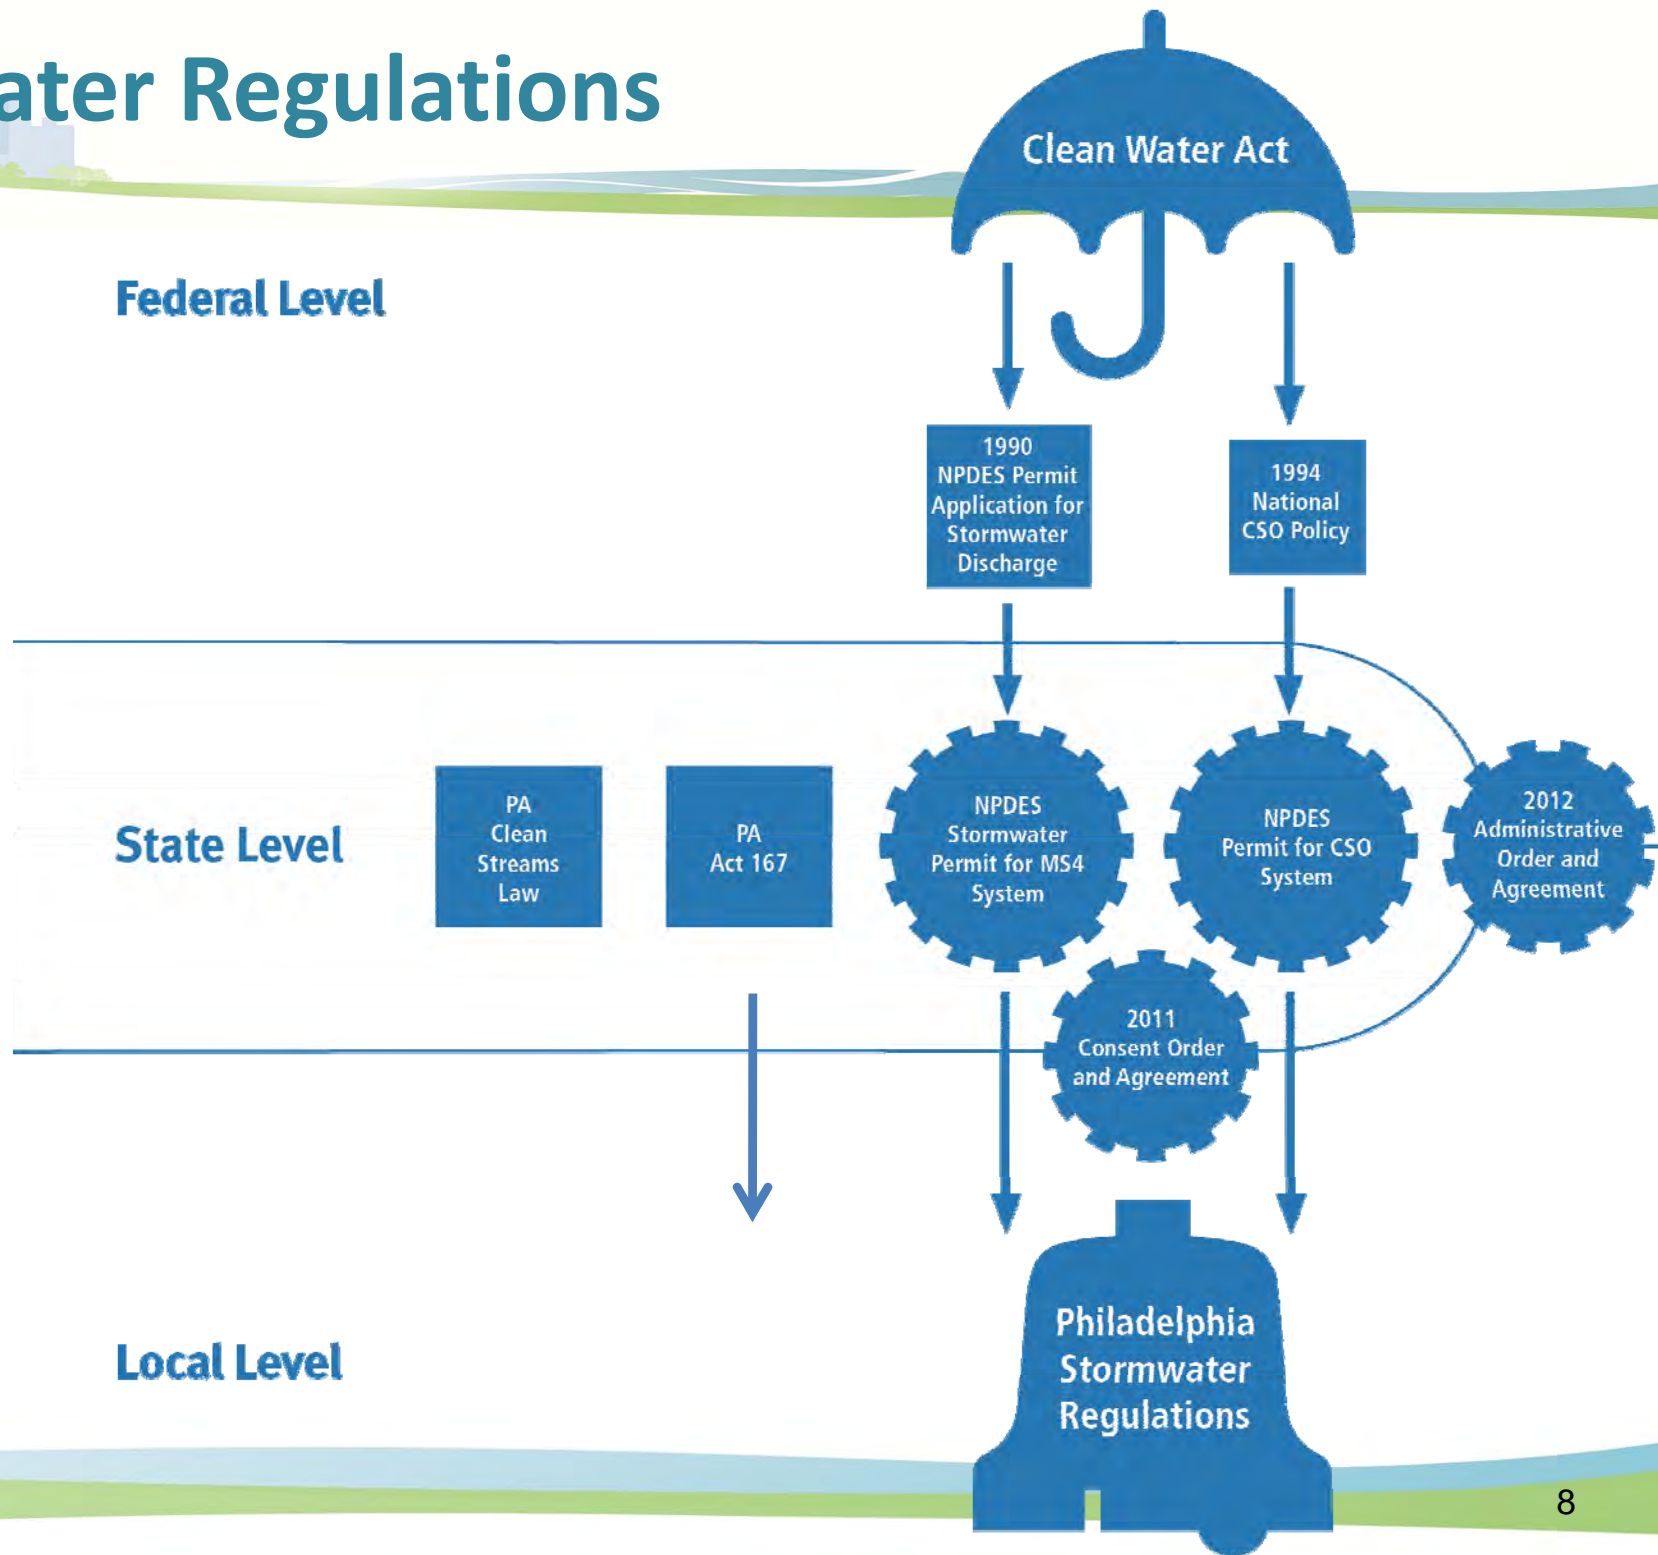 ater Regulations
Clean Water Act
Federal Level
1990
NPDES Permit
Application for
Stormwater
Discharge
1994
National
CSO Policy
State Level
PA
Clean
Streams
Law
PA
Act 167
NPDES
Stormwater
Permit for MS4
System
NPDES
Permit for CSO
System
2012
Administrative
Order and
Agreement
2011
Consent Order
and Agreement
Local Level
Philadelphia
Stormwater
Regulations
8